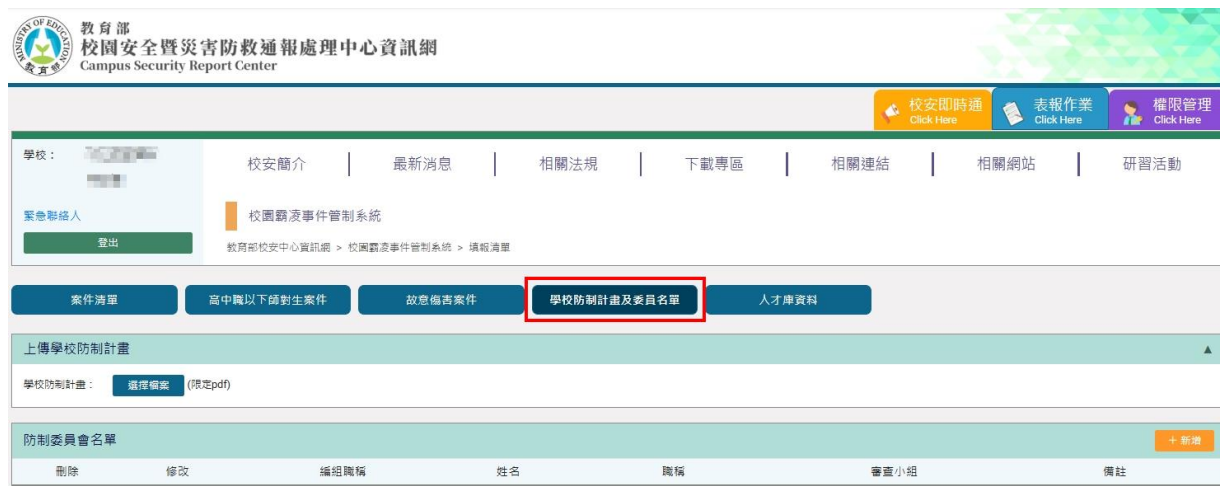 MINISTRY OF EDUCATION
教育部
教育部
校園安全暨災害防救通報處理中心資訊網
Campus Security Report Center
校安即時通
Click Here
表報作業
Click Here
權限管理
Click Here
學校：
校安簡介 | 最新消息 | 相關法規 | 下載專區 | 相關連結 | 相關網站 | 研習活動
緊急聯絡人
登出
校園霸凌事件管制系統
教育部校安中心資訊網 > 校園霸凌事件管制系統 > 填報清單
案件清單 高中職以下師對生案件 故意傷害案件 學校防制計畫及委員名單 人才庫資料
上傳學校防制計畫 ▲
學校防制計畫： 選擇檔案 (限定pdf)
防制委員會名單 ＋新增
刪除 修改 編組職稱 姓名 職稱 審查小組 備註